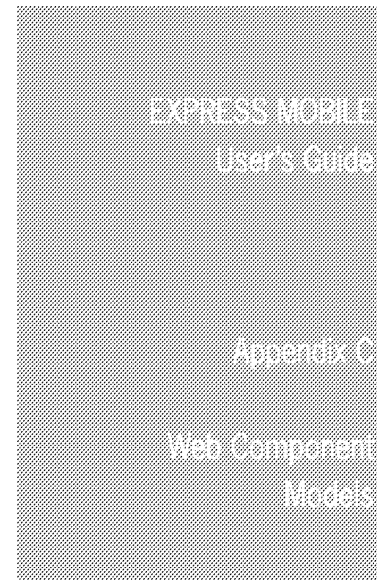 EXPRESS MOBILE
User's Guide
Appendix C
Web Component
Models